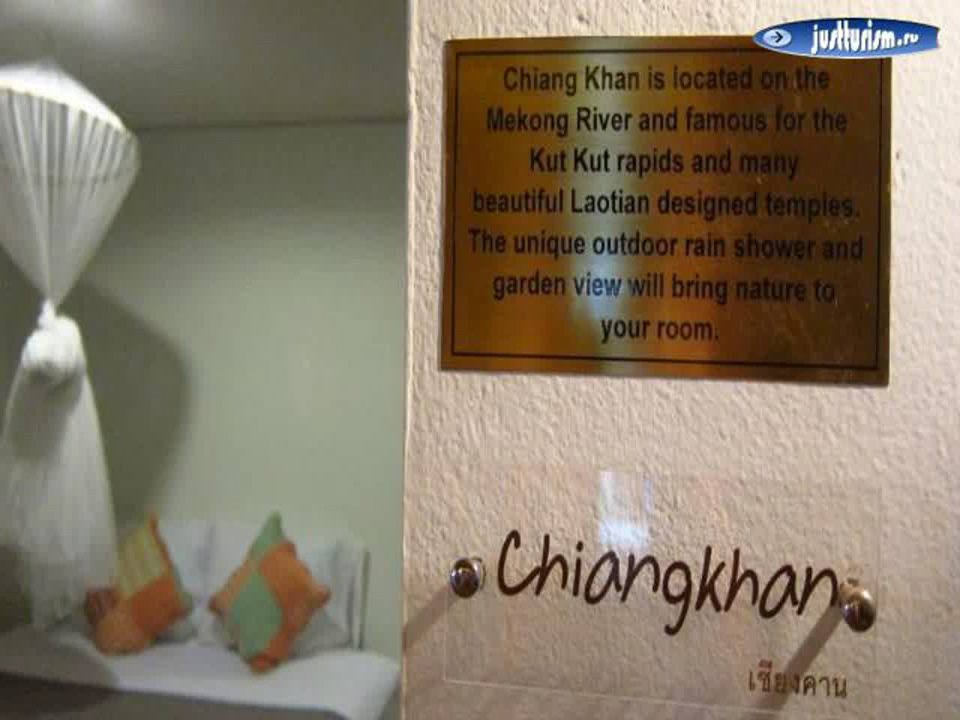 justturism.ru
Chiang Khan is located on the
Mekong River and famous for the
Kut Kut rapids and many
beautiful Laotian designed temples.
The unique outdoor rain shower and
garden view will bring nature to
your room.
Chiangkhan
เชียงคาน